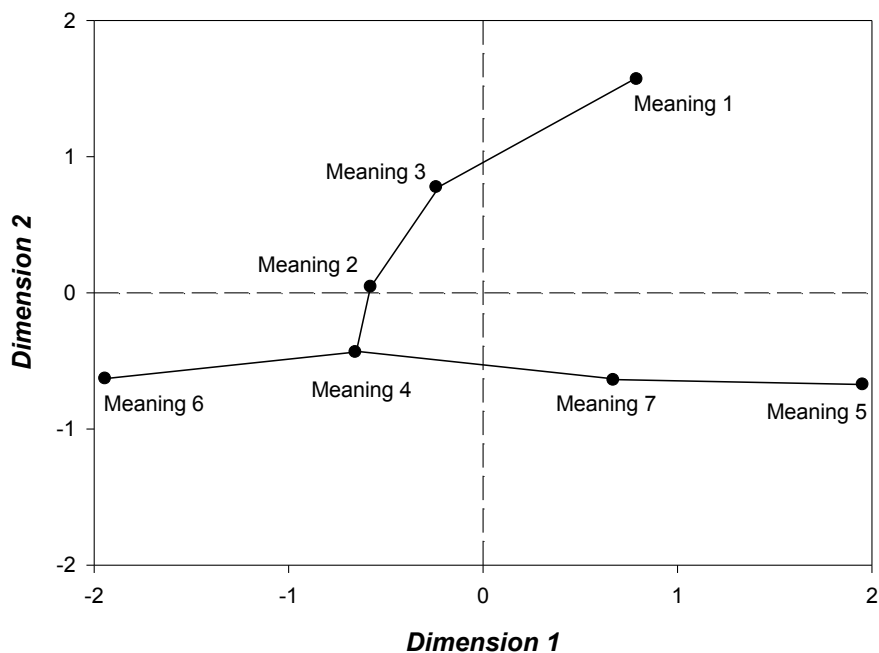 2
Meaning 1
1
Meaning 3
Meaning 2
Dimension 2
0
Meaning 6
Meaning 4
Meaning 7
Meaning 5
-1
-2
-2 -1 0 1 2
Dimension 1